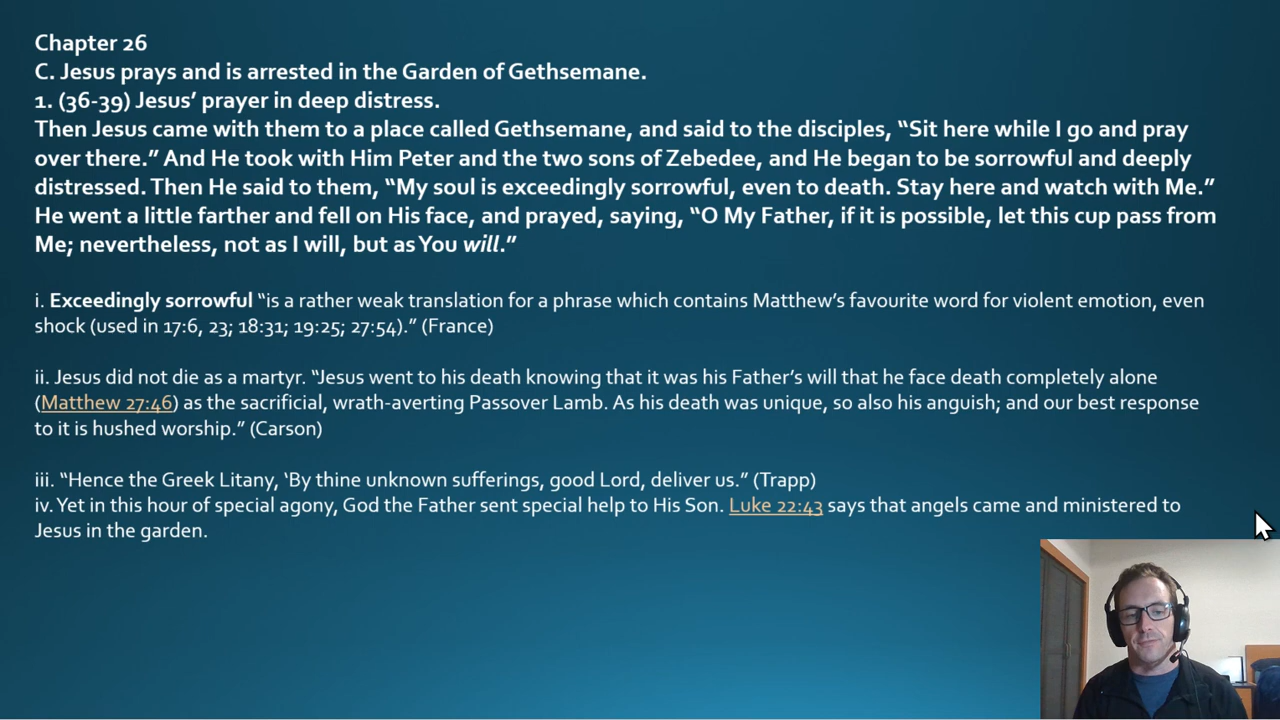 Chapter 26
C. Jesus prays and is arrested in the Garden of Gethsemane.
1. (36-39) Jesus’ prayer in deep distress.
Then Jesus came with them to a place called Gethsemane, and said to the disciples, “Sit here while I go and pray
over there.” And He took with Him Peter and the two sons of Zebedee, and He began to be sorrowful and deeply
distressed. Then He said to them, “My soul is exceedingly sorrowful, even to death. Stay here and watch with Me.”
He went a little farther and fell on His face, and prayed, saying, “O My Father, if it is possible, let this cup pass from
Me; nevertheless, not as I will, but as You will.”
i. Exceedingly sorrowful “is a rather weak translation for a phrase which contains Matthew’s favourite word for violent emotion, even
shock (used in 17:6, 23; 18:31; 19:25; 27:54).” (France)
ii. Jesus did not die as a martyr. “Jesus went to his death knowing that it was his Father’s will that he face death completely alone
(Matthew 27:46) as the sacrificial, wrath-averting Passover Lamb. As his death was unique, so also his anguish; and our best response
to it is hushed worship.” (Carson)
iii. “Hence the Greek Litany, ‘By thine unknown sufferings, good Lord, deliver us.” (Trapp)
iv. Yet in this hour of special agony, God the Father sent special help to His Son. Luke 22:43 says that angels came and ministered to
Jesus in the garden.